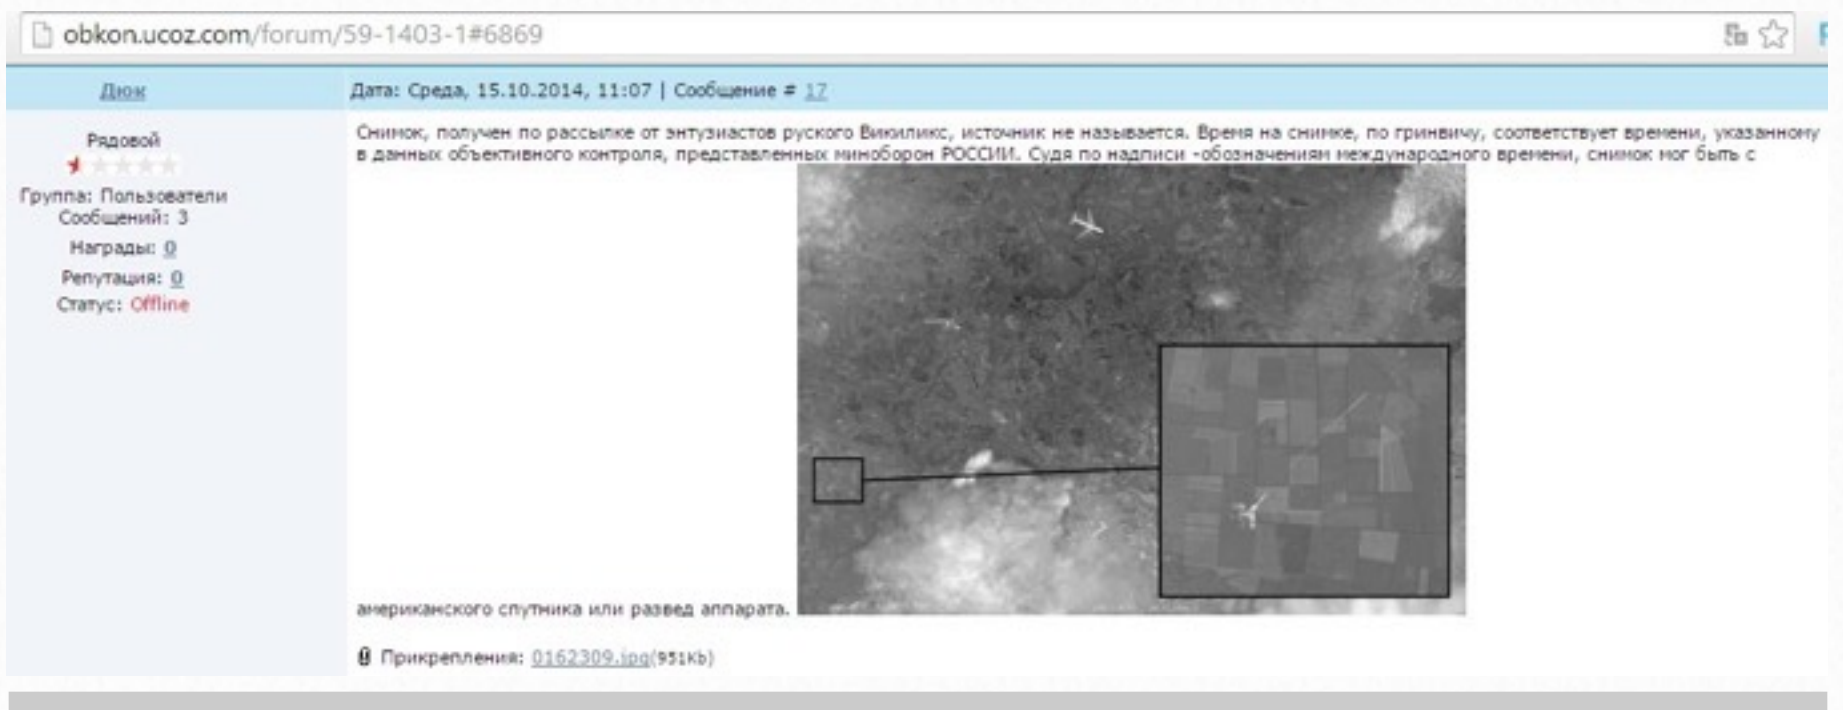 obkon.ucoz.com/forum/59-1403-1#6869
Дюк
Дата: Среда, 15.10.2014, 11:07 | Сообщение # 17
Рядовой
Группа: Пользователи
Сообщений: 3
Награды: 0
Репутация: 0
Статус: Offline
Снимок, получен по рассылке от энтузиастов руского Викиликс, источник не называется. Время на снимке, по гринвичу, соответствует времени, указанному
в данных объективного контроля, представленных миноборон РОССИИ. Судя по надписи -обозначениям международного времени, снимок мог быть с
американского спутника или развед аппарата.
Прикрепления: 0162309.jpg(951Kb)